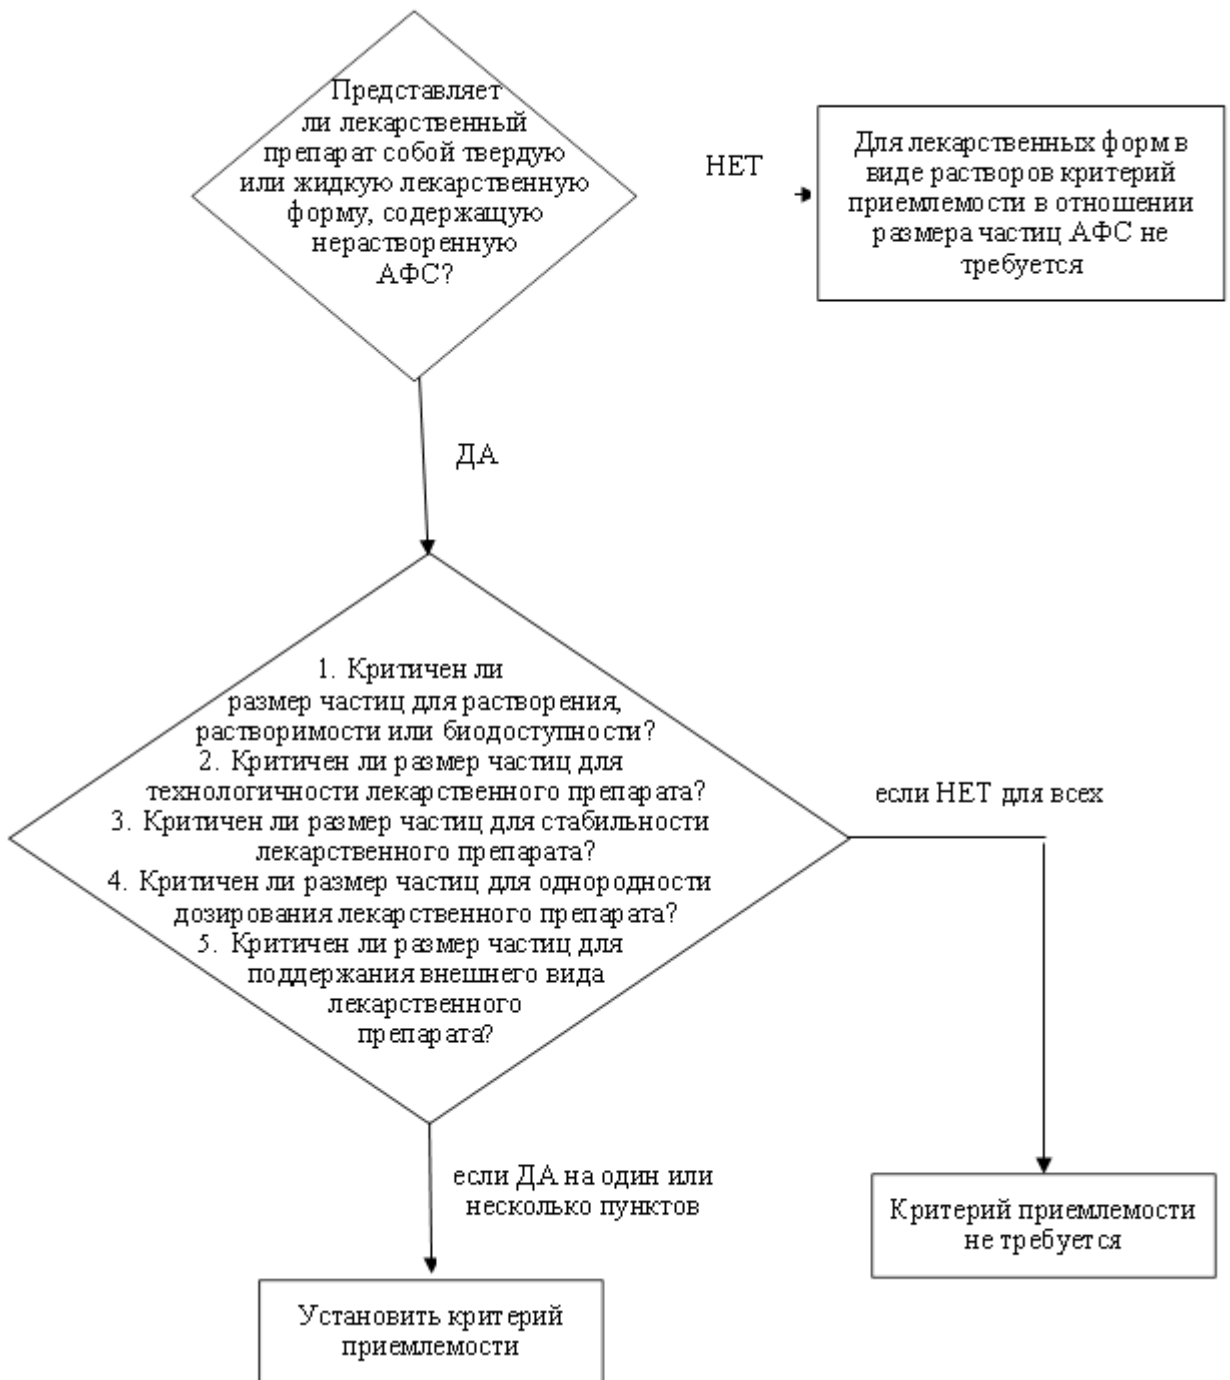 Представляет
ли лекарственный
препарат собой твердую
или жидкую лекарственную
форму, содержащую
нерастворенную
АФС?
НЕТ
Для лекарственных форм в
виде растворов критерий
приемлемости в отношении
размера частиц АФС не
требуется
ДА
1. Критичен ли
размер частиц для растворения,
растворимости или биодоступности?
2. Критичен ли размер частиц для
технологичности лекарственного препарата?
3. Критичен ли размер частиц для стабильности
лекарственного препарата?
4. Критичен ли размер частиц для однородности
дозирования лекарственного препарата?
5. Критичен ли размер частиц для
поддержания внешнего вида
лекарственного
препарата?
если НЕТ для всех
если ДА на один или
несколько пунктов
Критерий приемлемости
не требуется
Установить критерий
приемлемости